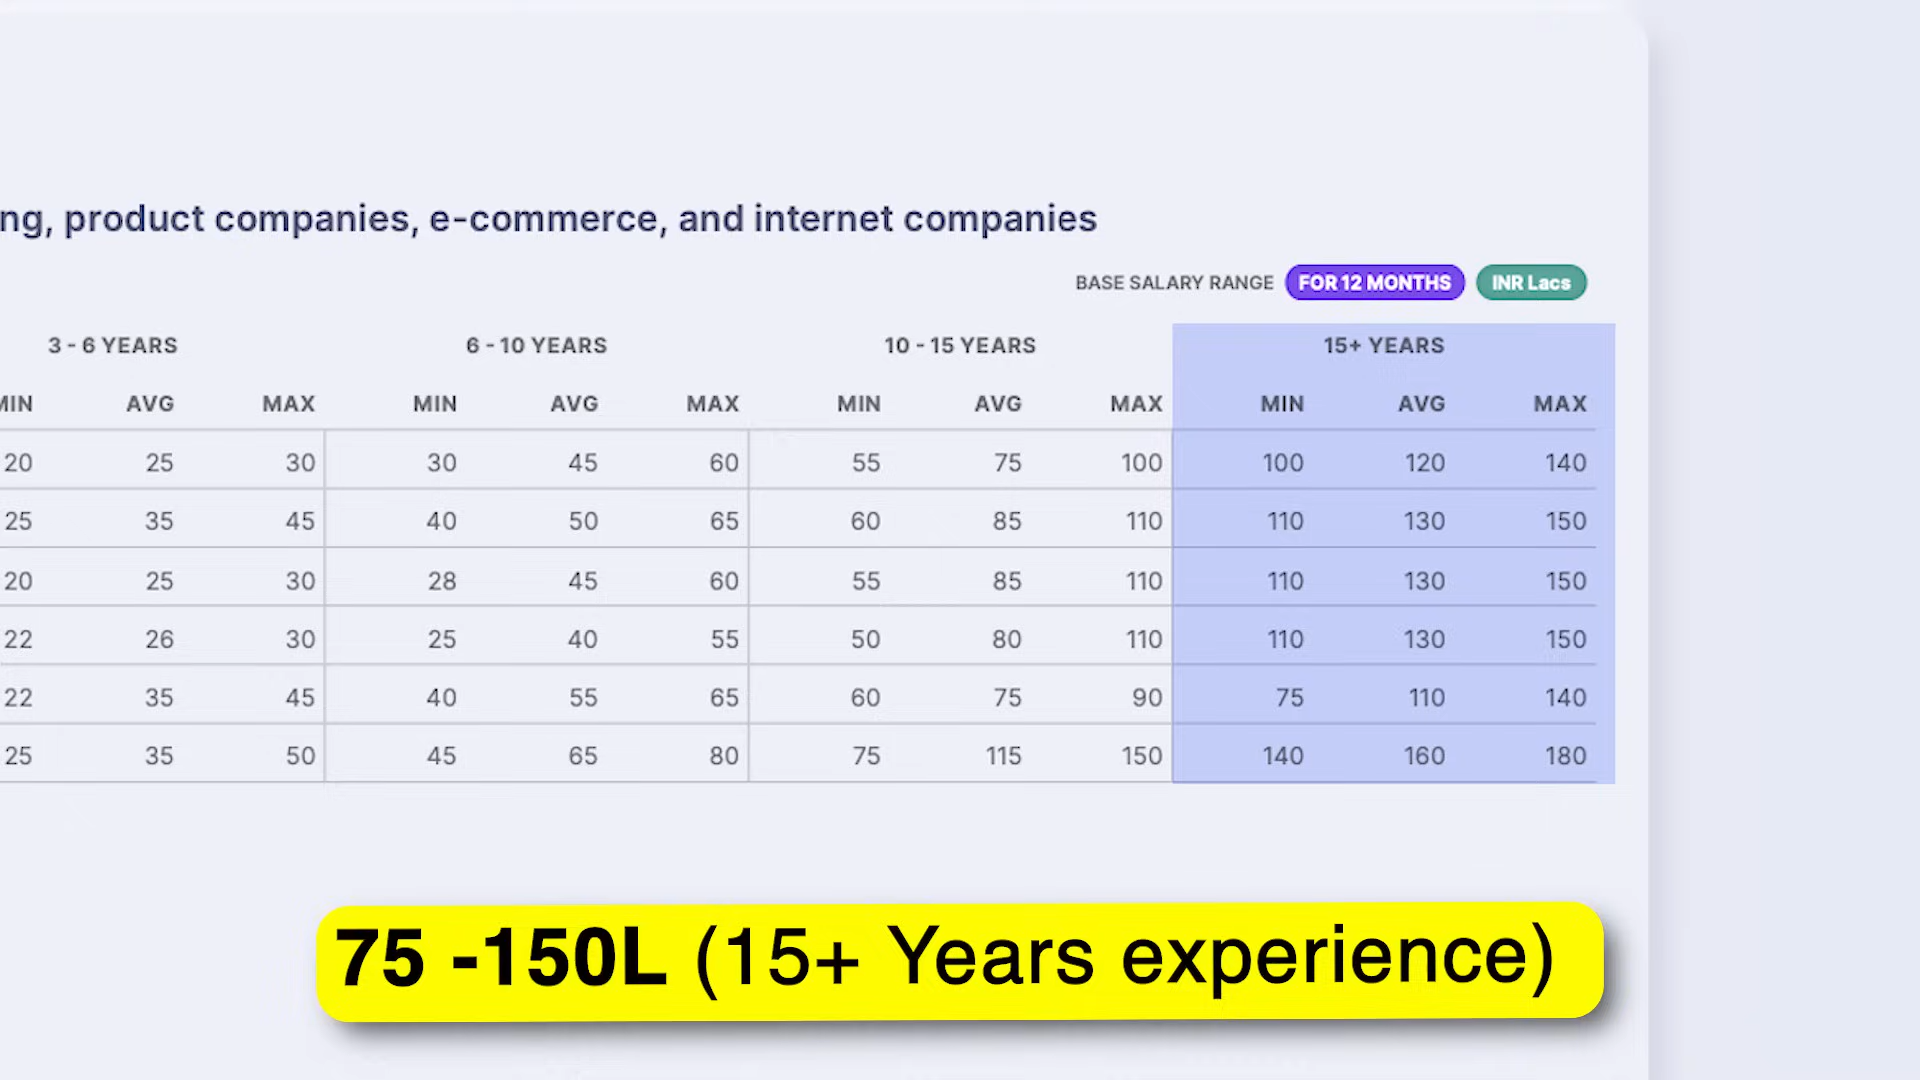 ng, product companies, e-commerce, and internet companies
BASE SALARY RANGE FOR 12 MONTHS INR Lacs
3 - 6 YEARS 6 - 10 YEARS 10 - 15 YEARS 15+ YEARS
MIN AVG MAX MIN AVG MAX MIN AVG MAX MIN AVG MAX
20 25 30 30 45 60 55 75 100 100 120 140
25 35 45 40 50 65 60 85 110 110 130 150
20 25 30 28 45 60 55 85 110 110 130 150
22 26 30 25 40 55 50 80 110 110 130 150
22 35 45 40 55 65 60 75 90 75 110 140
25 35 50 45 65 80 75 115 150 140 160 180
75 -150L (15+ Years experience)